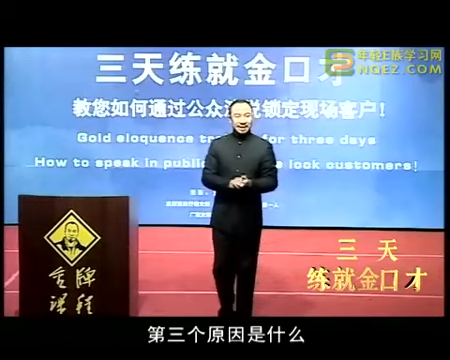 三天练就金口才
年轻E族学习网
NQEZ.COM
教您如何通过公众演说锁定现场客户！
Gold eloquence for three days
How to speak in public look customers!
金牌
课程
三天
练就金口才
第三个原因是什么